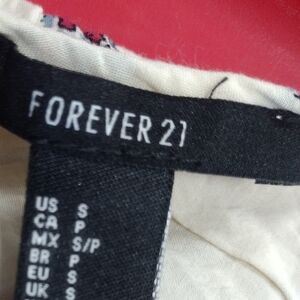 FOREVER 21
US S
CA P
MX S/P
BR P
EU S
UK S